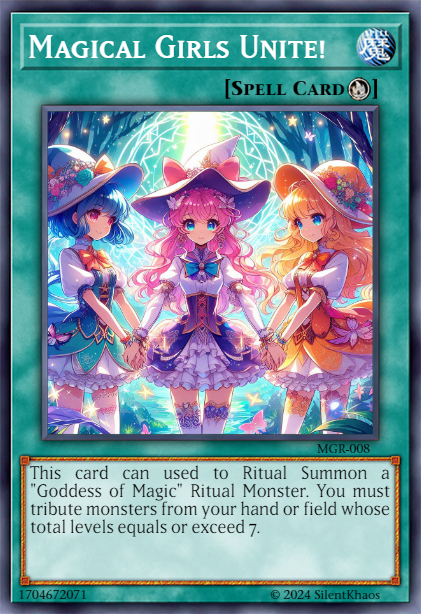 Magical Girls Unite!
魔
[Spell Card]
MGR-008
This card can used to Ritual Summon a
"Goddess of Magic" Ritual Monster. You must
tribute monsters from your hand or field whose
total levels equals or exceed 7.
1704672071
© 2024 SilentKhaos